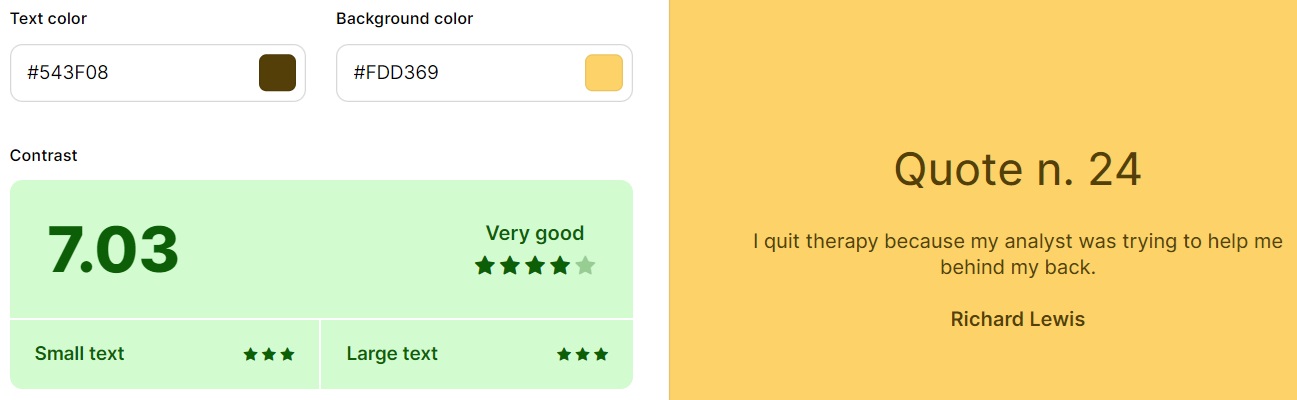 Text color
Background color
#543F08
#FDD369
Contrast
7.03
Very good
Small text
Large text
Quote n. 24
I quit therapy because my analyst was trying to help me
behind my back.
Richard Lewis